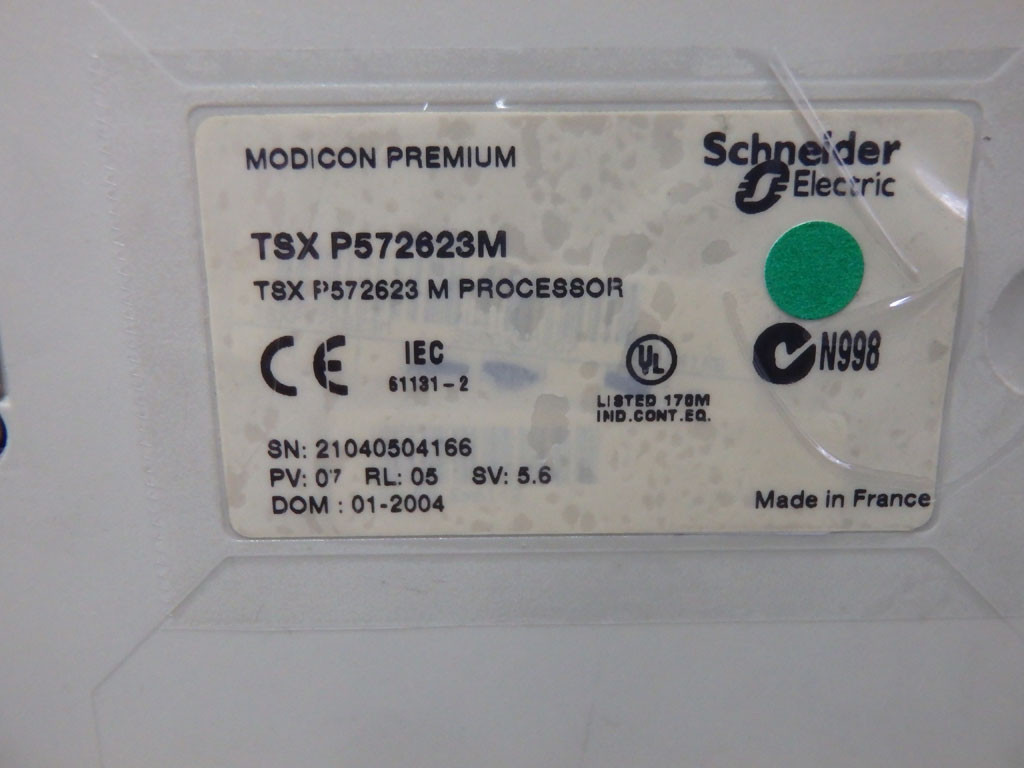 MODICON PREMIUM
Schneider
Electric
TSX P572623M
TSX P572623 M PROCESSOR
CE
IEC
61131-2
UL
LISTED 176M
IND.CONT.EQ.
N998
SN: 21040504166
PV: 07 RL: 05 SV: 5.6
DOM : 01-2004
Made in France